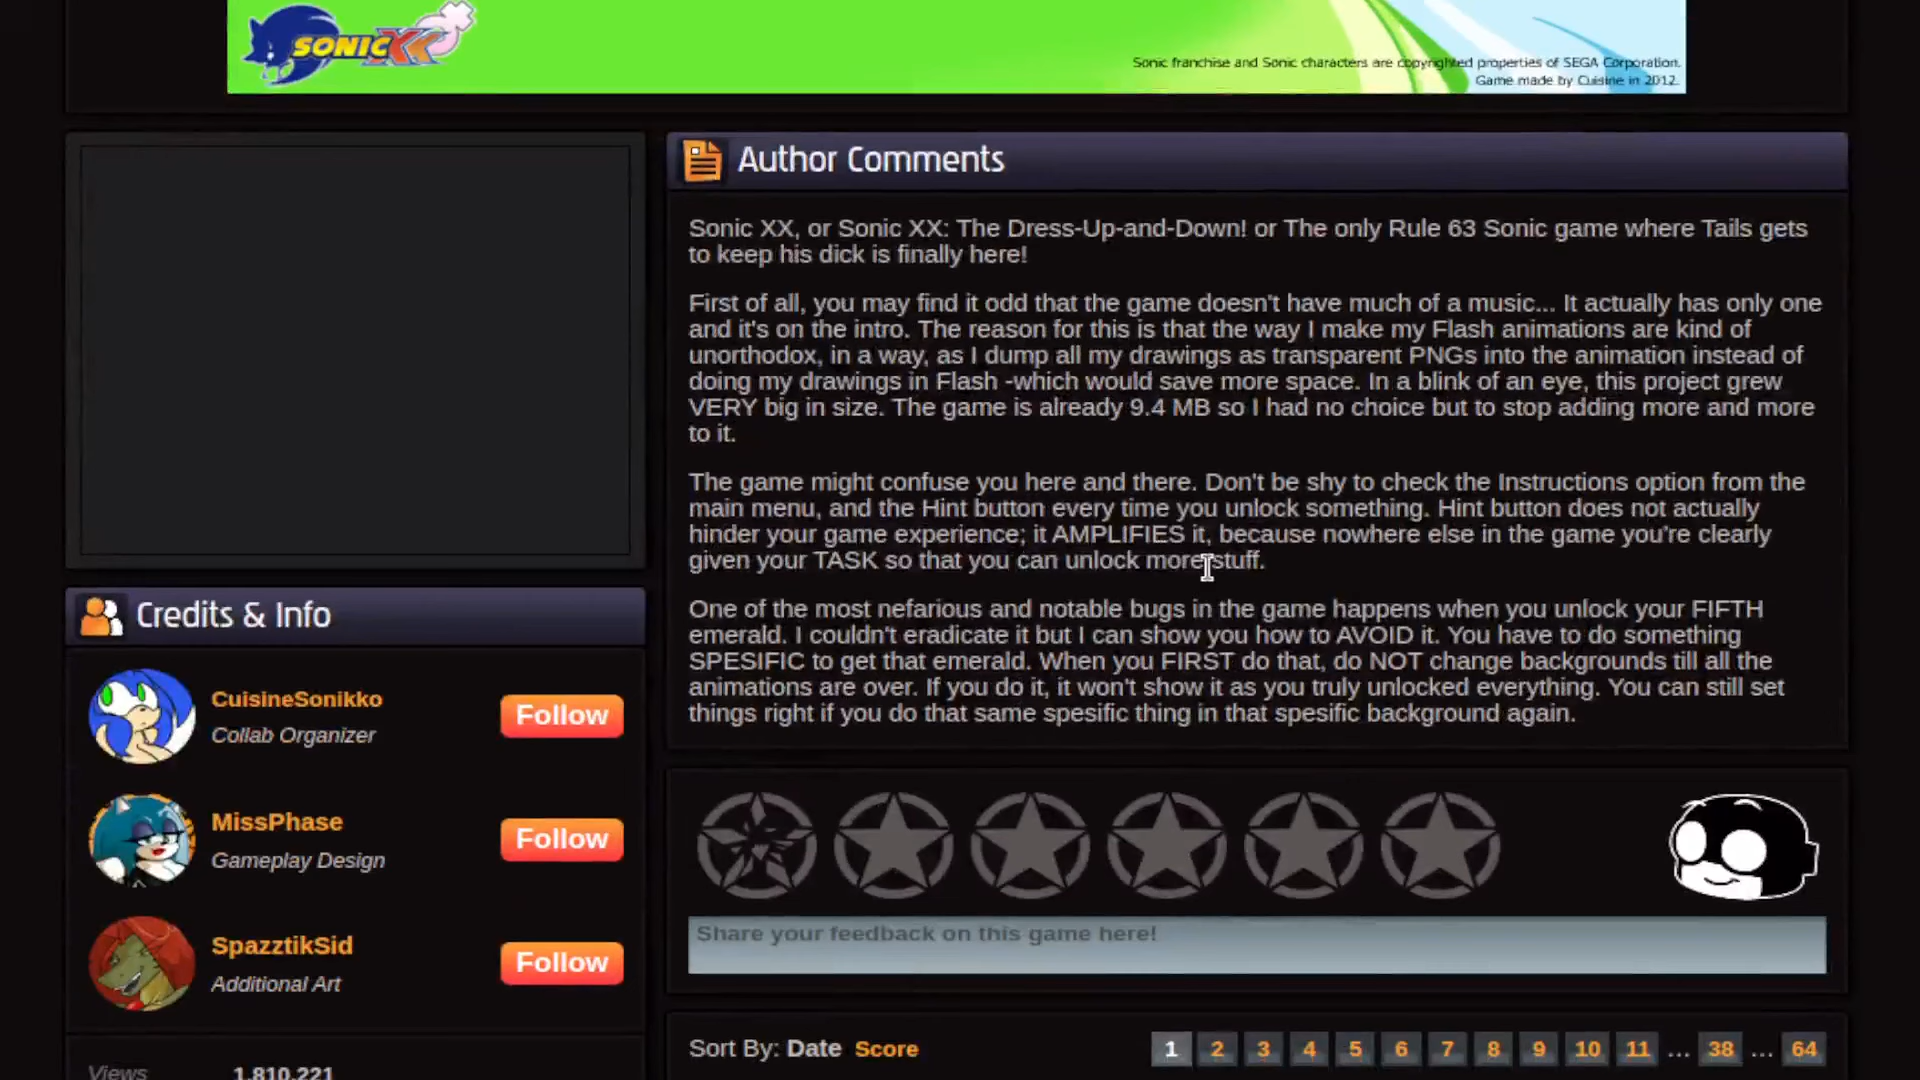 SONIC XX
Sonic franchise and Sonic characters are copyrighted properties of SEGA Corporation.
Game made by Cuisine in 2012.
Author Comments
Sonic XX, or Sonic XX: The Dress-Up-and-Down! or The only Rule 63 Sonic game where Tails gets
to keep his dick is finally here!
First of all, you may find it odd that the game doesn't have much of a music... It actually has only one
and it's on the intro. The reason for this is that the way I make my Flash animations are kind of
unorthodox, in a way, as I dump all my drawings as transparent PNGs into the animation instead of
doing my drawings in Flash -which would save more space. In a blink of an eye, this project grew
VERY big in size. The game is already 9.4 MB so I had no choice but to stop adding more and more
to it.
The game might confuse you here and there. Don't be shy to check the Instructions option from the
main menu, and the Hint button every time you unlock something. Hint button does not actually
hinder your game experience; it AMPLIFIES it, because nowhere else in the game you're clearly
given your TASK so that you can unlock more stuff.
One of the most nefarious and notable bugs in the game happens when you unlock your FIFTH
emerald. I couldn't eradicate it but I can show you how to AVOID it. You have to do something
SPESIFIC to get that emerald. When you FIRST do that, do NOT change backgrounds till all the
animations are over. If you do it, it won't show it as you truly unlocked everything. You can still set
things right if you do that same spesific thing in that spesific background again.
Credits & Info
CuisineSonikko
Collab Organizer
Follow
MissPhase
Gameplay Design
Follow
SpazztikSid
Additional Art
Follow
Views 1,810,221
Share your feedback on this game here!
Sort By: Date Score 1 2 3 4 5 6 7 8 9 10 11 ... 38 ... 64